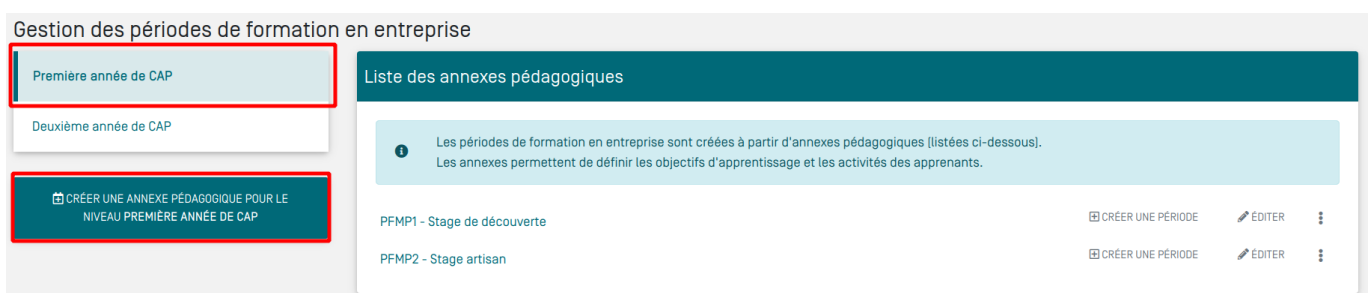 Gestion des périodes de formation en entreprise
Première année de CAP
Deuxième année de CAP
CRÉER UNE ANNEXE PÉDAGOGIQUE POUR LE
NIVEAU PREMIÈRE ANNÉE DE CAP
Liste des annexes pédagogiques
Les périodes de formation en entreprise sont créées à partir d'annexes pédagogiques (listées ci-dessous).
Les annexes permettent de définir les objectifs d'apprentissage et les activités des apprenants.
PFMP1 - Stage de découverte CRÉER UNE PÉRIODE ÉDITER
PFMP2 - Stage artisan CRÉER UNE PÉRIODE ÉDITER